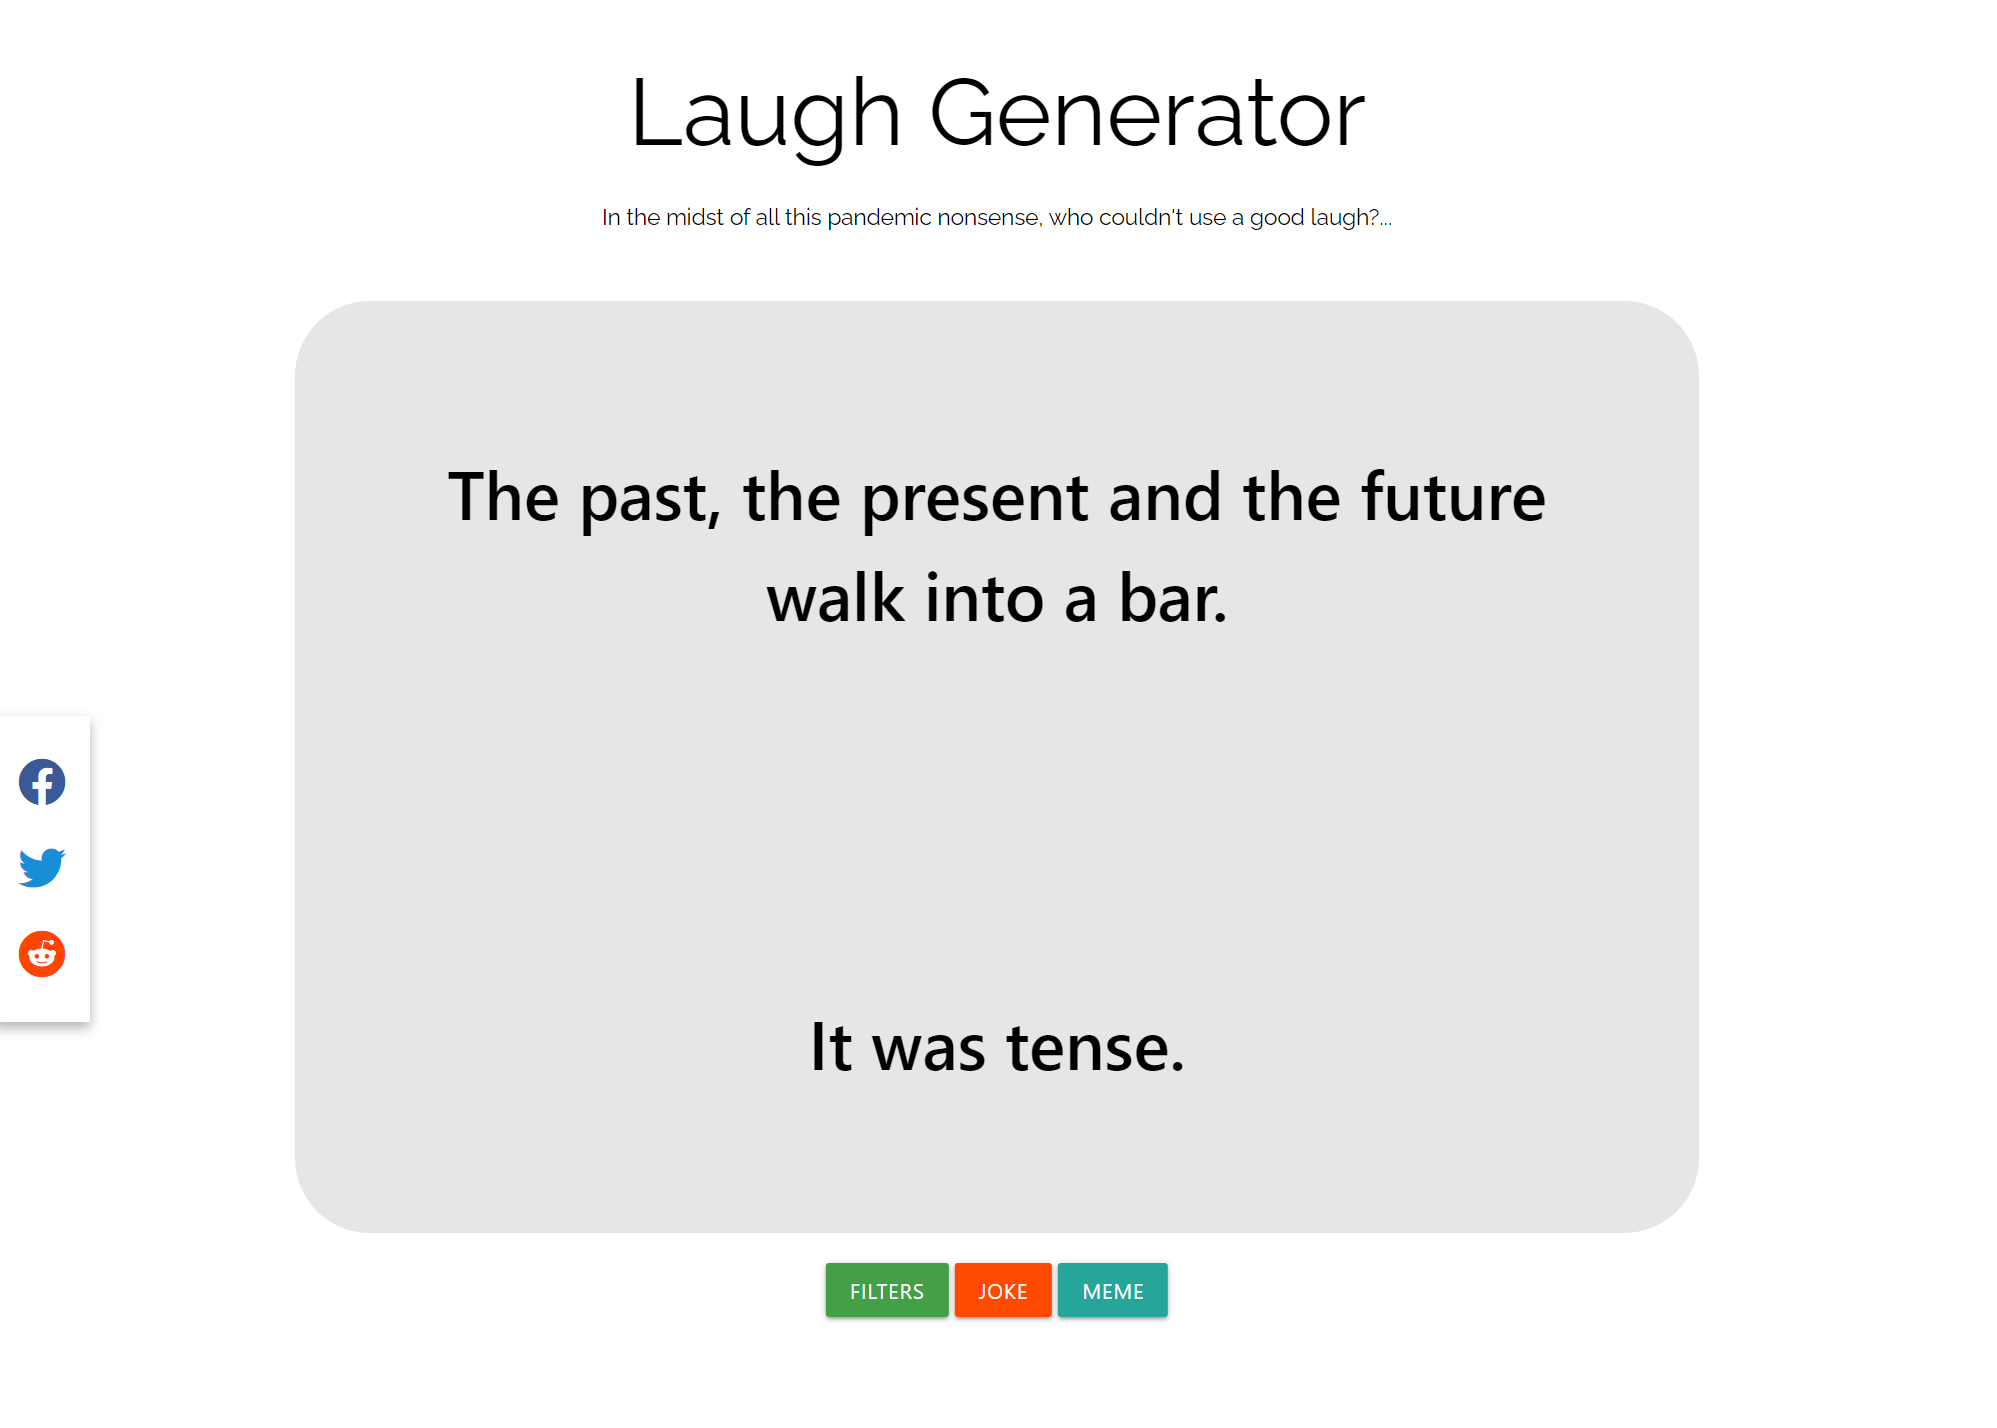 Laugh Generator
In the midst of all this pandemic nonsense, who couldn't use a good laugh?...
The past, the present and the future
walk into a bar.
It was tense.
FILTERS JOKE MEME